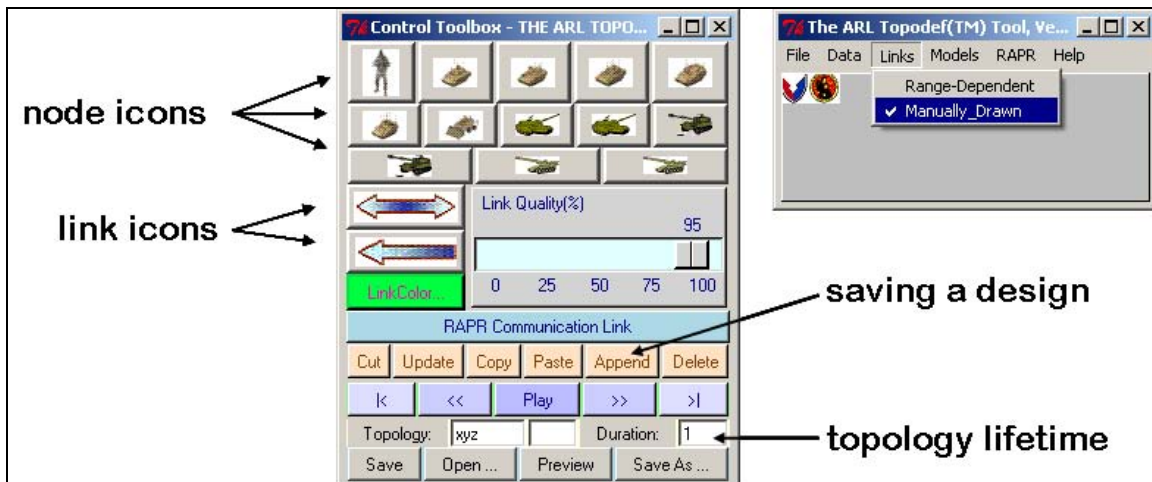 Control Toolbox - THE ARL TOPO...
node icons
link icons
Link Quality(%)
95
0 25 50 75 100
LinkColor...
RAPR Communication Link
Cut Update Copy Paste Append Delete
|< << Play >> >|
Topology: xyz Duration: 1
Save Open ... Preview Save As ...
The ARL Topodef(TM) Tool, Ve...
File Data Links Models RAPR Help
Range-Dependent
✔ Manually_Drawn
saving a design
topology lifetime